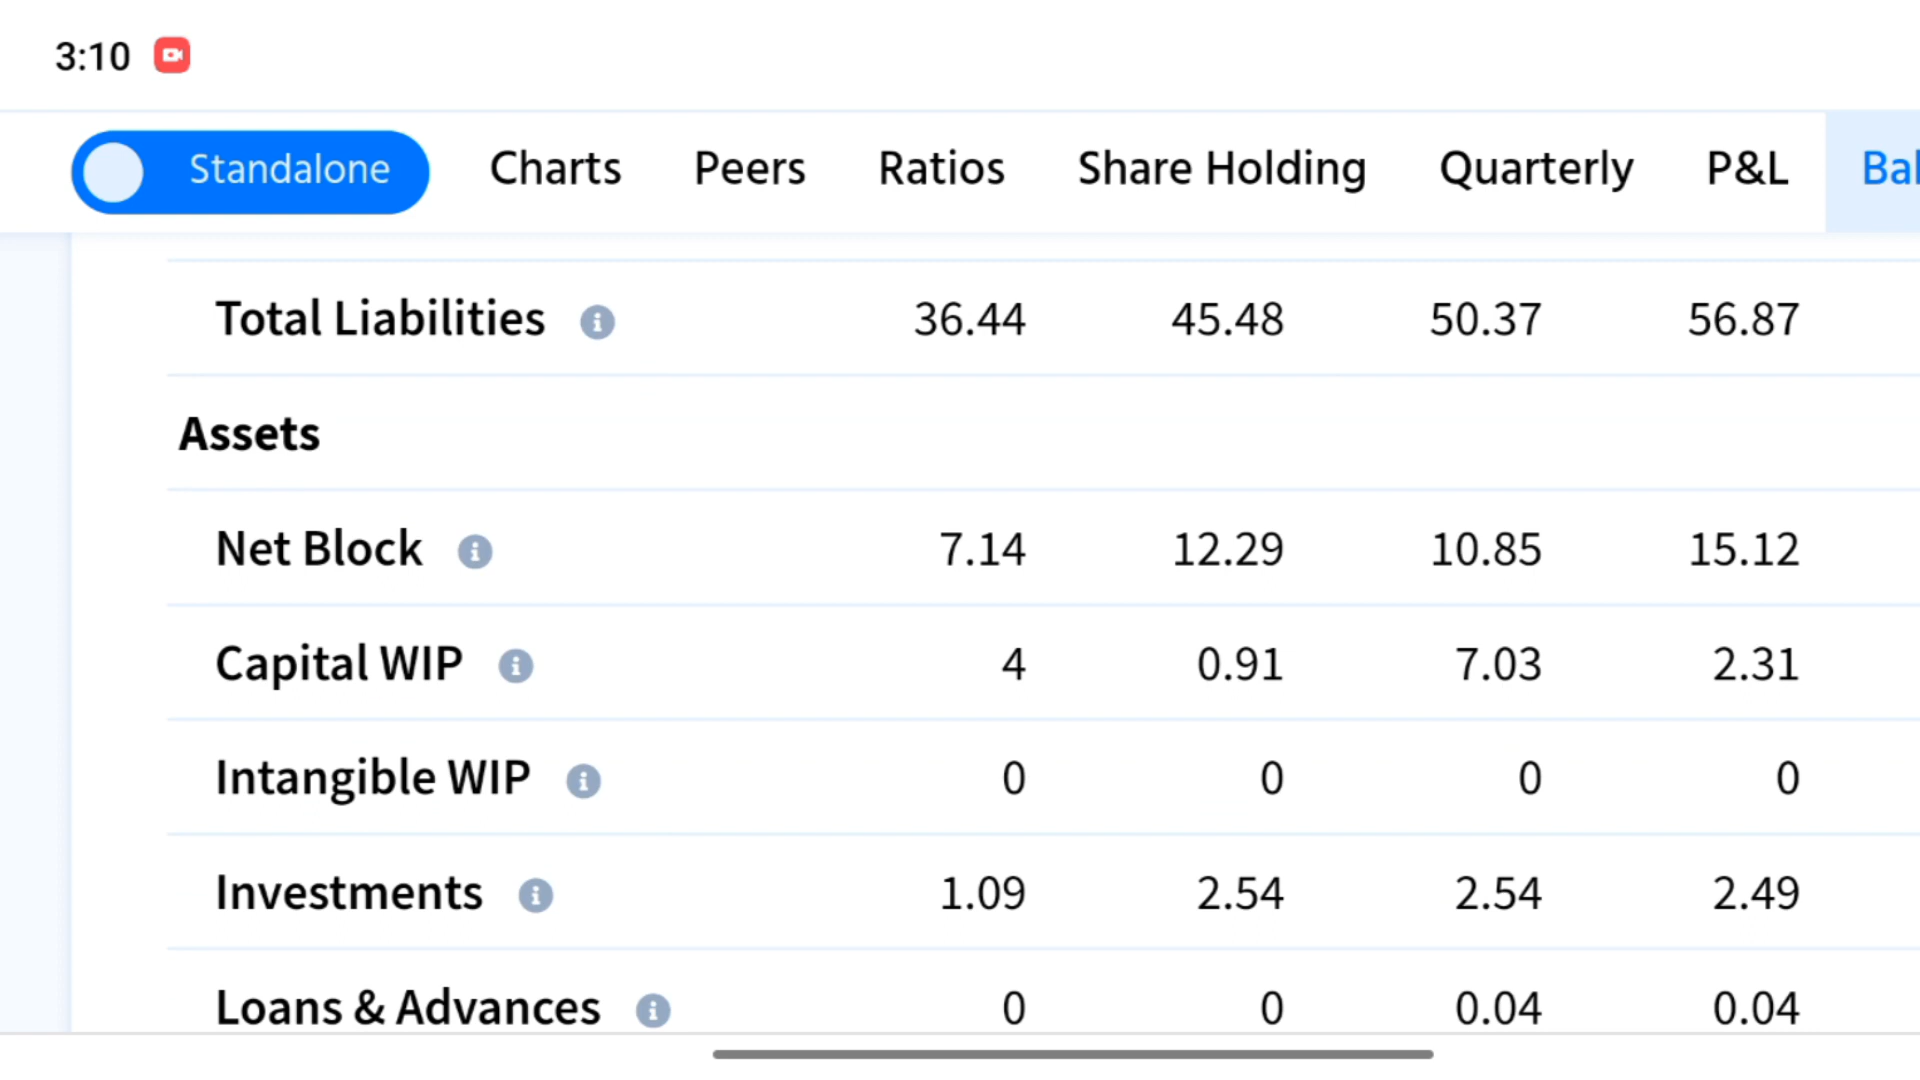 3:10
Standalone Charts Peers Ratios Share Holding Quarterly P&L Bal
Total Liabilities 36.44 45.48 50.37 56.87
Assets
Net Block 7.14 12.29 10.85 15.12
Capital WIP 4 0.91 7.03 2.31
Intangible WIP 0 0 0 0
Investments 1.09 2.54 2.54 2.49
Loans & Advances 0 0 0.04 0.04